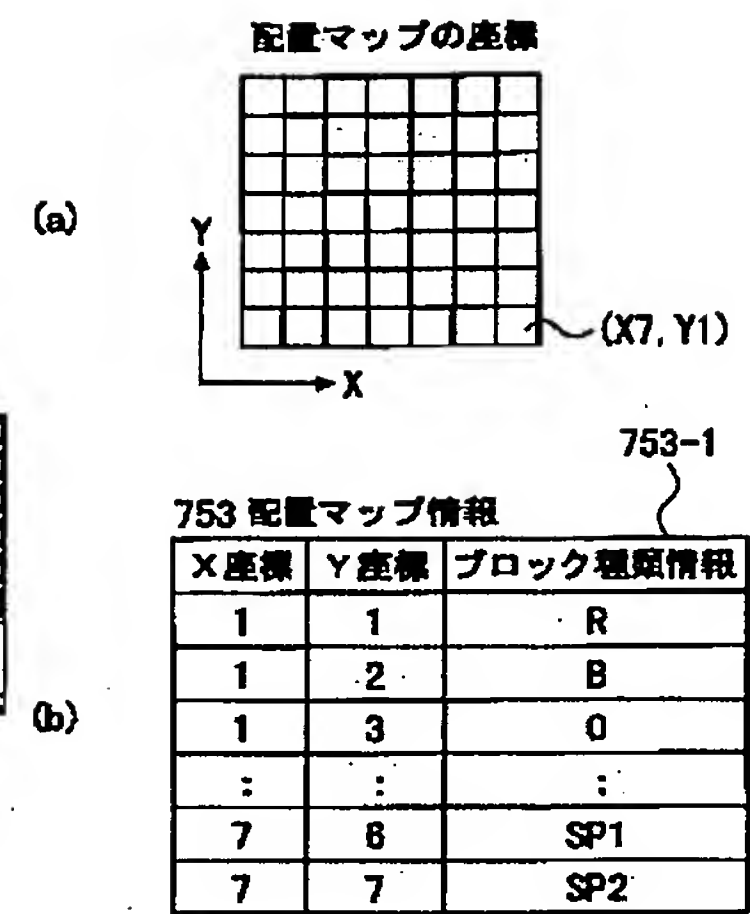 配置マップの座標
(a)
Y
(X7, Y1)
X
753-1
753 配置マップ情報
X座標 Y座標 ブロック種類情報
1 1 R
1 2 B
(b)
1 3 0
: : :
7 6 SP1
7 7 SP2